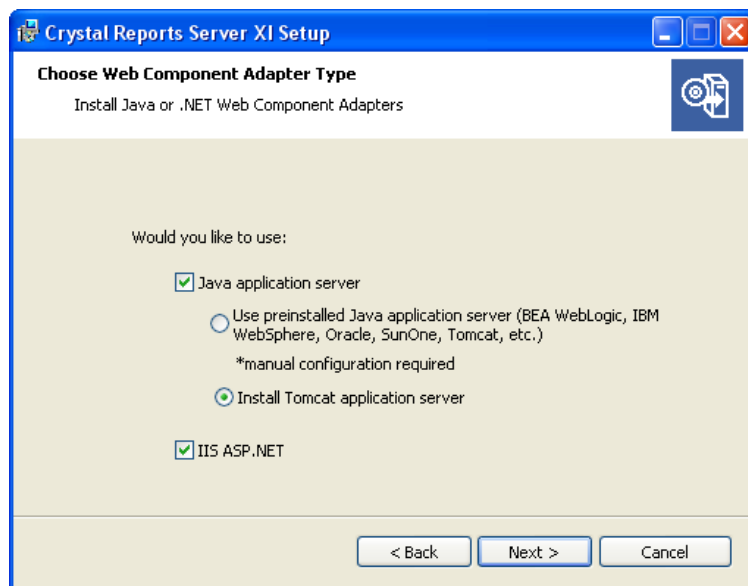 Crystal Reports Server XI Setup
Choose Web Component Adapter Type
Install Java or .NET Web Component Adapters
Would you like to use:
Java application server
Use preinstalled Java application server (BEA WebLogic, IBM
WebSphere, Oracle, SunOne, Tomcat, etc.)
*manual configuration required
Install Tomcat application server
IIS ASP.NET
< Back
Next >
Cancel